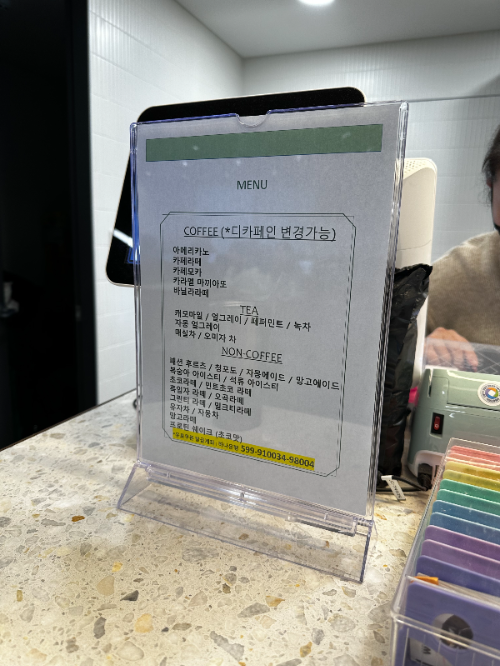 MENU
COFFEE (*디카페인 변경가능)
아메리카노
카페라떼
카페모카
카라멜 마끼아또
바닐라라떼
TEA
캐모마일 / 얼그레이 / 페퍼민트 / 녹차
자몽 얼그레이
매실차 / 오미자 차
NON-COFFEE
패션 후르츠 / 청포도 / 자몽에이드 / 망고에이드
복숭아 아이스티 / 석류 아이스티
초코라떼 / 민트초코 라떼
흑임자 라떼 / 오곡라떼
그린티 라떼 / 밀크티라떼
유자차 / 자몽차
망고라떼
프로틴 쉐이크 (초코맛)
599-910034-98004